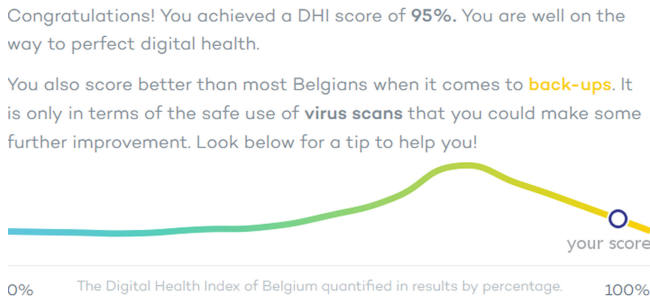 Congratulations! You achieved a DHI score of 95%. You are well on the
way to perfect digital health.
You also score better than most Belgians when it comes to back-ups. It
is only in terms of the safe use of virus scans that you could make some
further improvement. Look below for a tip to help you!
your score
0%
The Digital Health Index of Belgium quantified in results by percentage.
100%